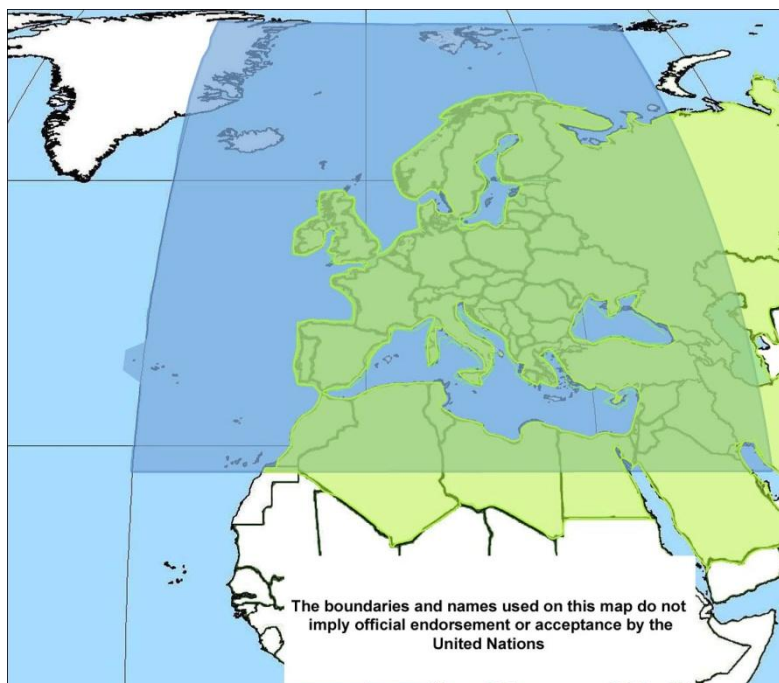 The boundaries and names used on this map do not
imply official endorsement or acceptance by the
United Nations